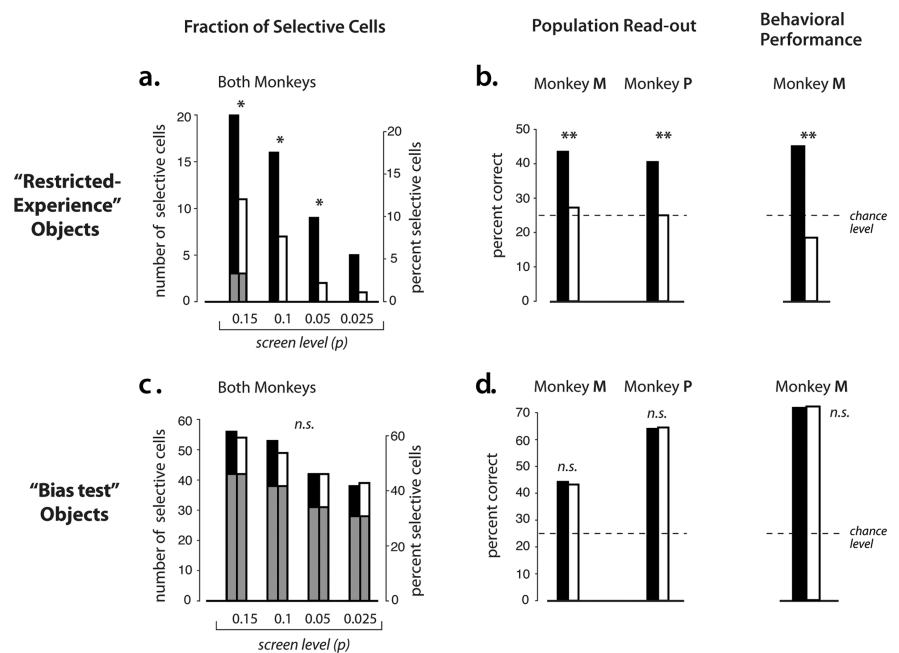 Fraction of Selective Cells
Population Read-out
Behavioral
Performance
"Restricted-
Experience"
Objects
a.
Both Monkeys
number of selective cells
20
15
10
5
0
*
*
*
20
15
10
5
0
percent selective cells
0.15 0.1 0.05 0.025
screen level (p)
b.
Monkey M
Monkey P
Monkey M
percent correct
50
40
30
20
10
0
**
**
**
chance
level
"Bias test"
Objects
c.
Both Monkeys
number of selective cells
60
50
40
30
20
10
0
n.s.
60
40
20
0
percent selective cells
0.15 0.1 0.05 0.025
screen level (p)
d.
Monkey M
Monkey P
Monkey M
percent correct
70
60
50
40
30
20
10
0
n.s.
n.s.
n.s.
chance
level